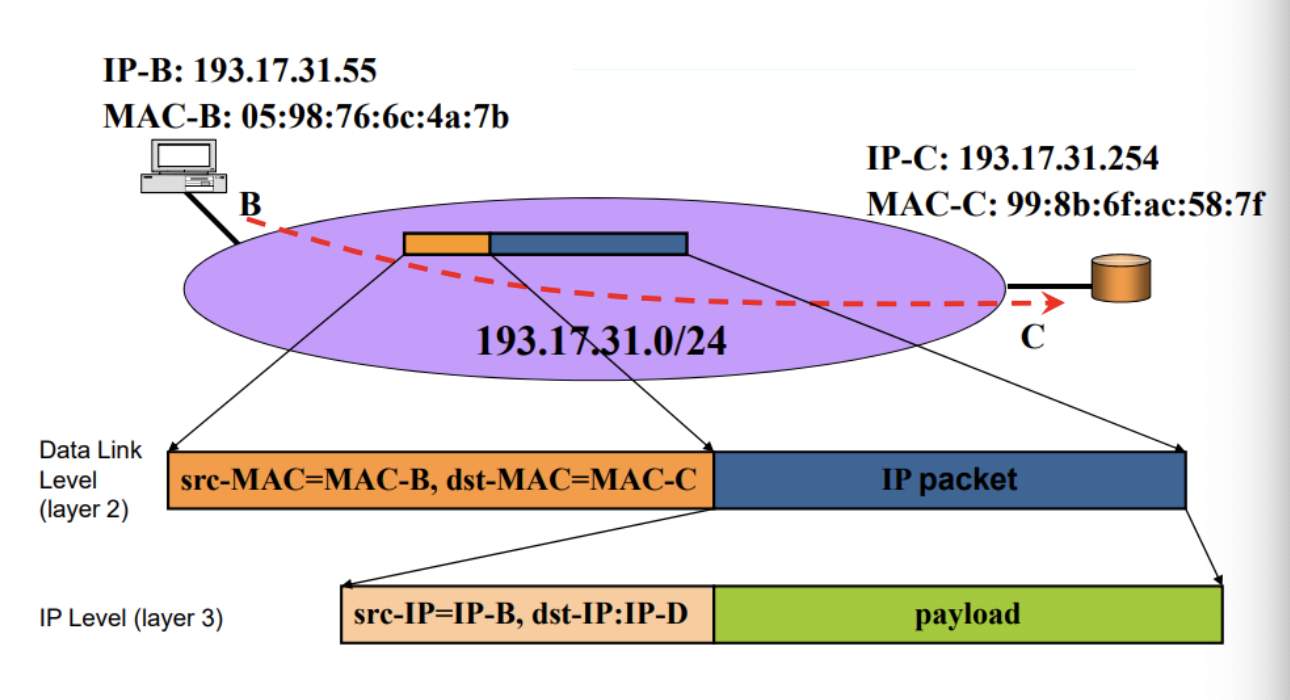 IP-B: 193.17.31.55
MAC-B: 05:98:76:6c:4a:7b
IP-C: 193.17.31.254
MAC-C: 99:8b:6f:ac:58:7f
B
193.17.31.0/24
C
Data Link
Level
(layer 2)
src-MAC=MAC-B, dst-MAC=MAC-C
IP packet
IP Level (layer 3)
src-IP=IP-B, dst-IP:IP-D
payload